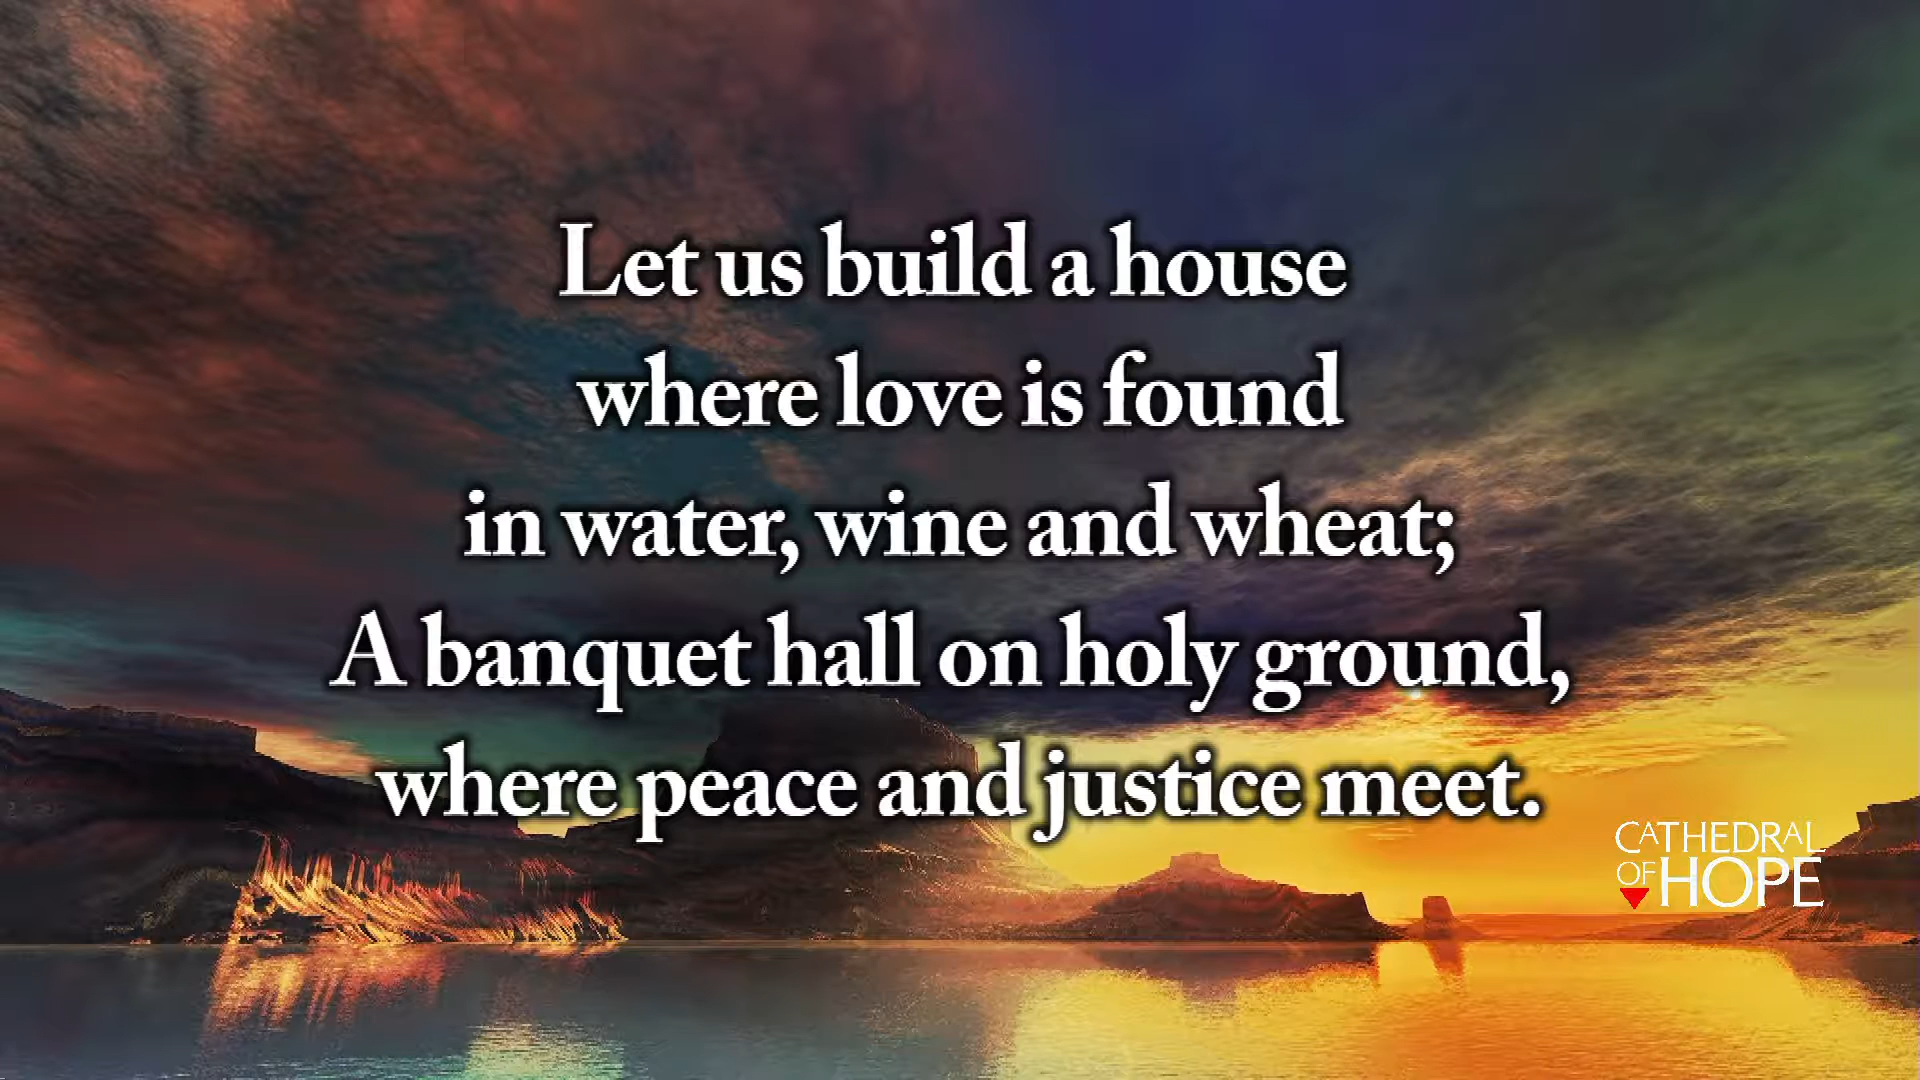 Let us build a house
where love is found
in water, wine and wheat;
A banquet hall on holy ground,
where peace and justice meet.
CATHEDRAL
OF HOPE